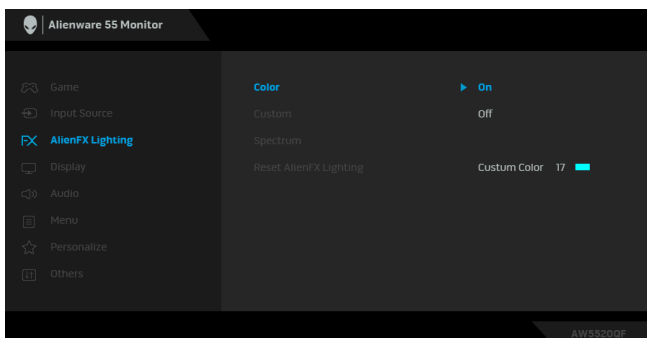 Alienware 55 Monitor
Game
Color
On
Input Source
Custom
Off
FX AlienFX Lighting
Spectrum
Display
Reset AlienFX Lighting
Custum Color 17
Audio
Menu
Personalize
Others
AW5520QF